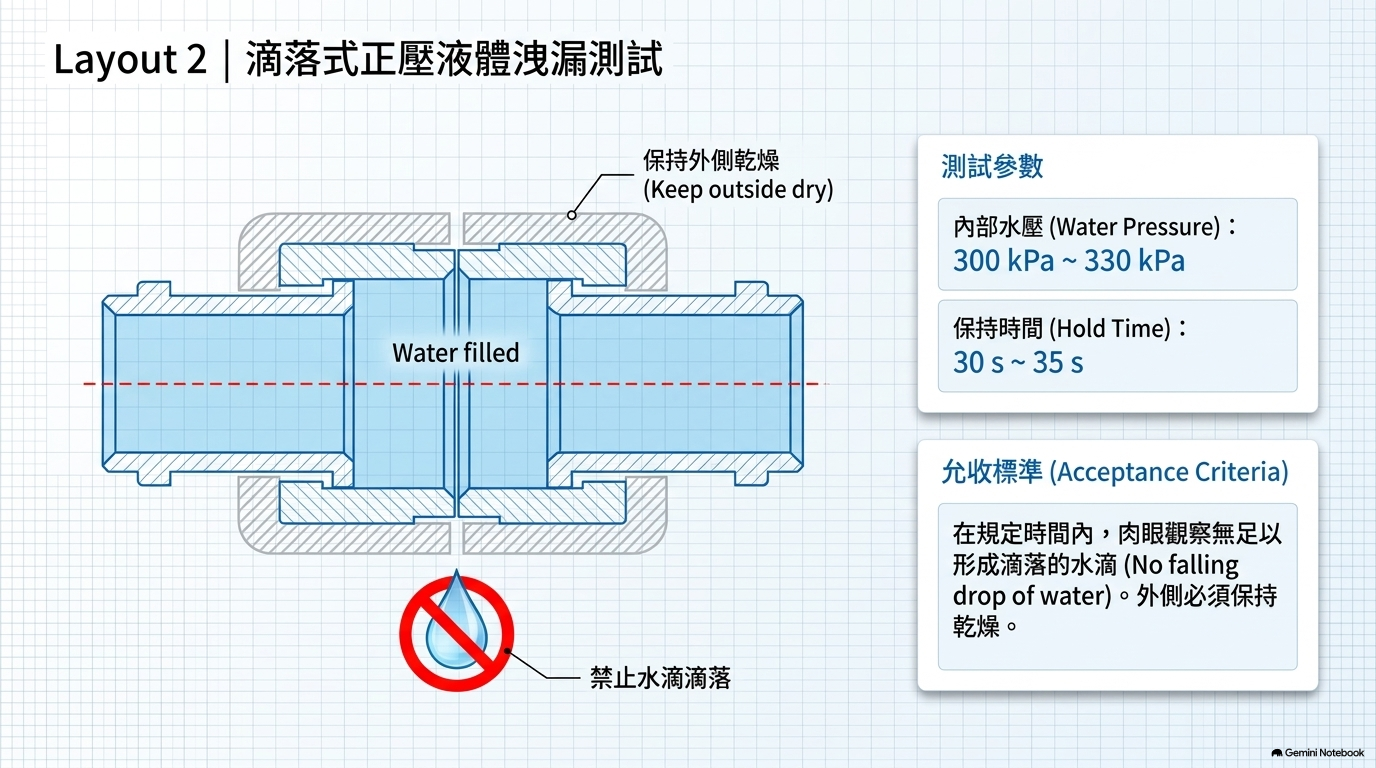 Layout 2｜滴落式正壓液體洩漏測試
保持外側乾燥
(Keep outside dry)
Water filled
禁止水滴滴落
測試參數
內部水壓 (Water Pressure)：
300 kPa ~ 330 kPa
保持時間 (Hold Time)：
30 s ~ 35 s
允收標準 (Acceptance Criteria)
在規定時間內，肉眼觀察無足以
形成滴落的水滴 (No falling
drop of water)。外側必須保持
乾燥。
Gemini Notebook